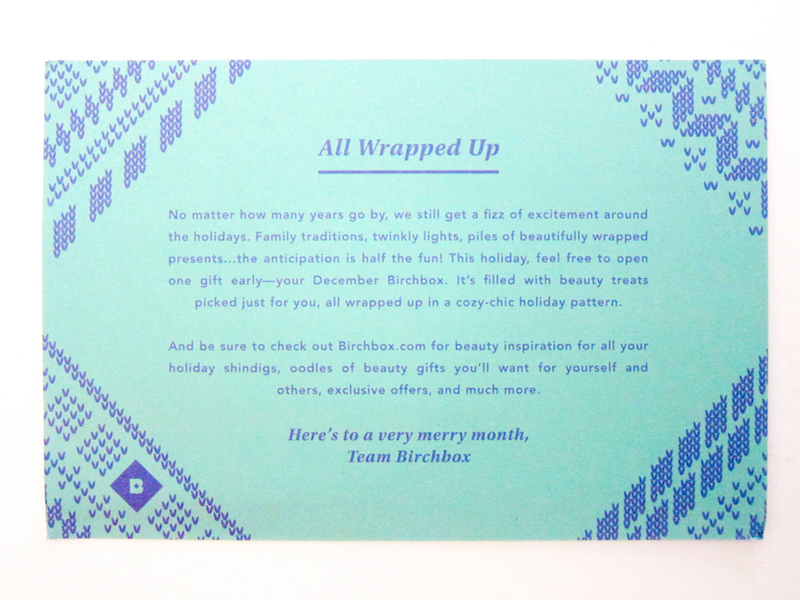 All Wrapped Up
No matter how many years go by, we still get a fizz of excitement around
the holidays. Family traditions, twinkly lights, piles of beautifully wrapped
presents...the anticipation is half the fun! This holiday, feel free to open
one gift early—your December Birchbox. It's filled with beauty treats
picked just for you, all wrapped up in a cozy-chic holiday pattern.
And be sure to check out Birchbox.com for beauty inspiration for all your
holiday shindigs, oodles of beauty gifts you'll want for yourself and
others, exclusive offers, and much more.
Here's to a very merry month,
Team Birchbox
B